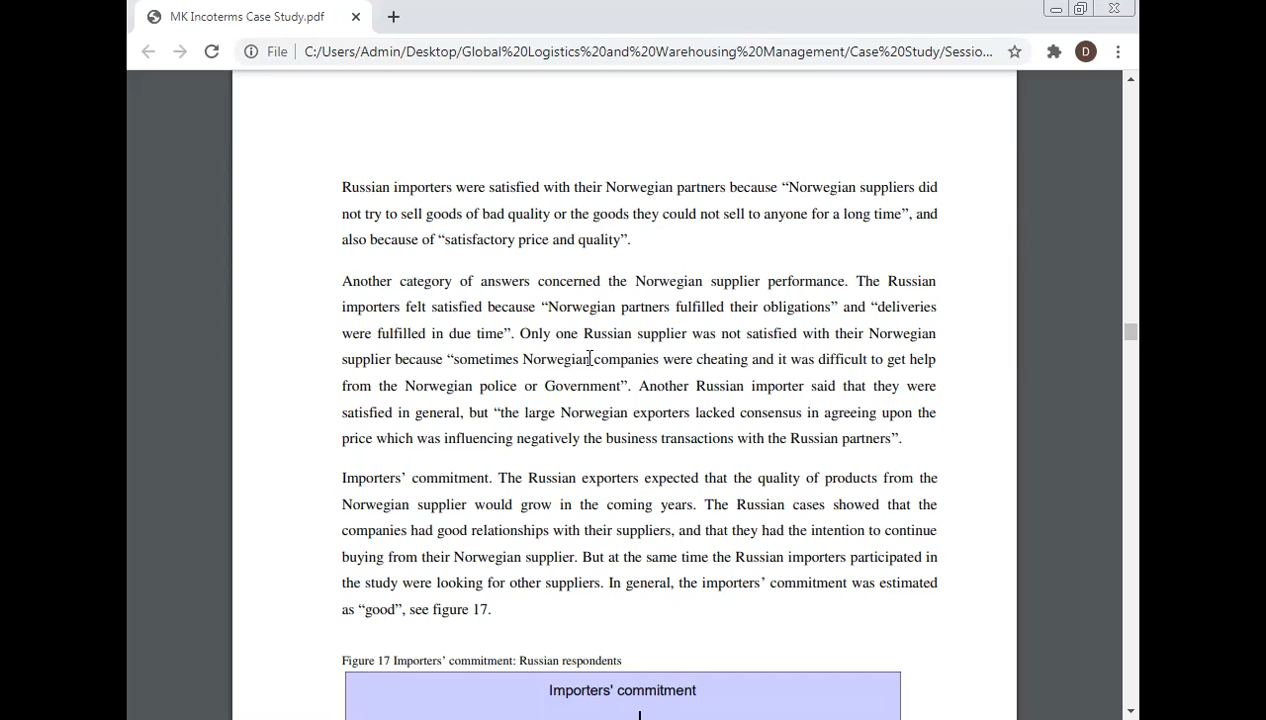 MK Incoterms Case Study.pdf
File
C:/Users/Admin/Desktop/Global%20Logistics%20and%20Warehousing%20Management/Case%20Study/Sessio...
D
Russian importers were satisfied with their Norwegian partners because “Norwegian suppliers did
not try to sell goods of bad quality or the goods they could not sell to anyone for a long time”, and
also because of “satisfactory price and quality”.
Another category of answers concerned the Norwegian supplier performance. The Russian
importers felt satisfied because “Norwegian partners fulfilled their obligations” and “deliveries
were fulfilled in due time”. Only one Russian supplier was not satisfied with their Norwegian
supplier because “sometimes Norwegian companies were cheating and it was difficult to get help
from the Norwegian police or Government”. Another Russian importer said that they were
satisfied in general, but “the large Norwegian exporters lacked consensus in agreeing upon the
price which was influencing negatively the business transactions with the Russian partners”.
Importers’ commitment. The Russian exporters expected that the quality of products from the
Norwegian supplier would grow in the coming years. The Russian cases showed that the
companies had good relationships with their suppliers, and that they had the intention to continue
buying from their Norwegian supplier. But at the same time the Russian importers participated in
the study were looking for other suppliers. In general, the importers’ commitment was estimated
as “good”, see figure 17.
Figure 17 Importers’ commitment: Russian respondents
Importers' commitment